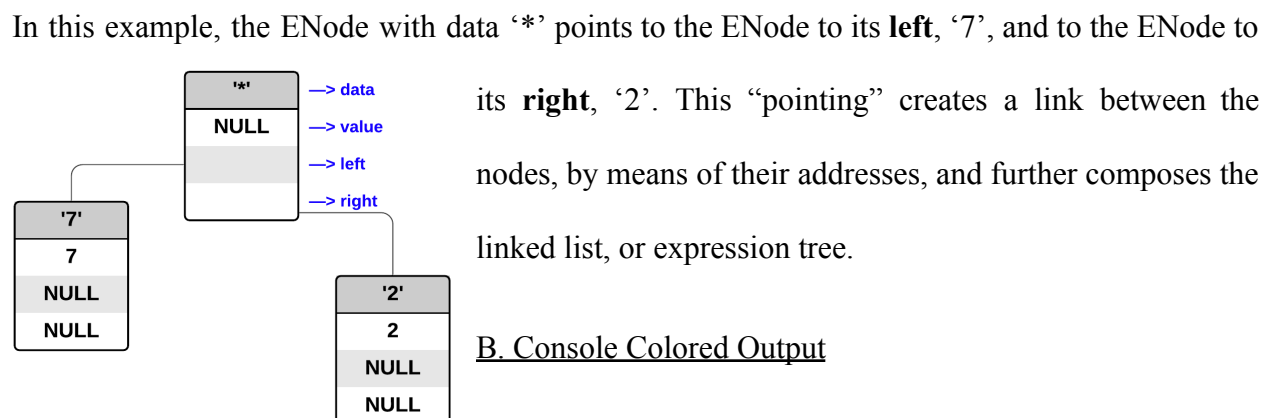 In this example, the ENode with data ‘*’ points to the ENode to its left, ‘7’, and to the ENode to
its right, ‘2’. This “pointing” creates a link between the
nodes, by means of their addresses, and further composes the
linked list, or expression tree.
'*'
—> data
NULL
—> value
—> left
—> right
'7'
7
NULL
NULL
'2'
2
NULL
NULL
B. Console Colored Output